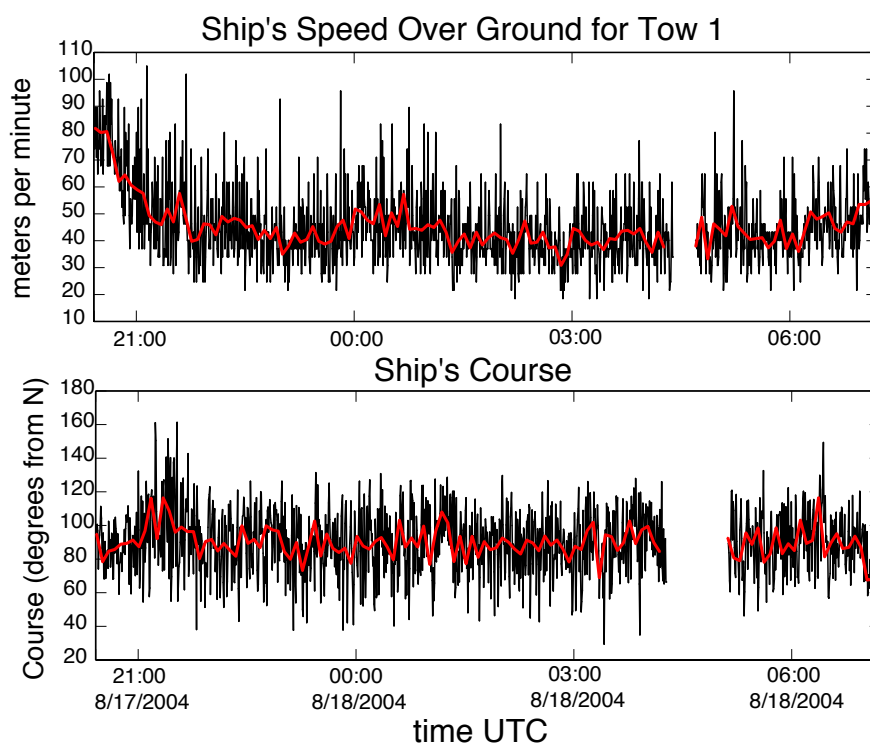 Ship's Speed Over Ground for Tow 1
meters per minute
110
100
90
80
70
60
50
40
30
20
10
21:00 00:00 03:00 06:00
Ship's Course
Course (degrees from N)
180
160
140
120
100
80
60
40
20
21:00 00:00 03:00 06:00
8/17/2004 8/18/2004 8/18/2004 8/18/2004
time UTC